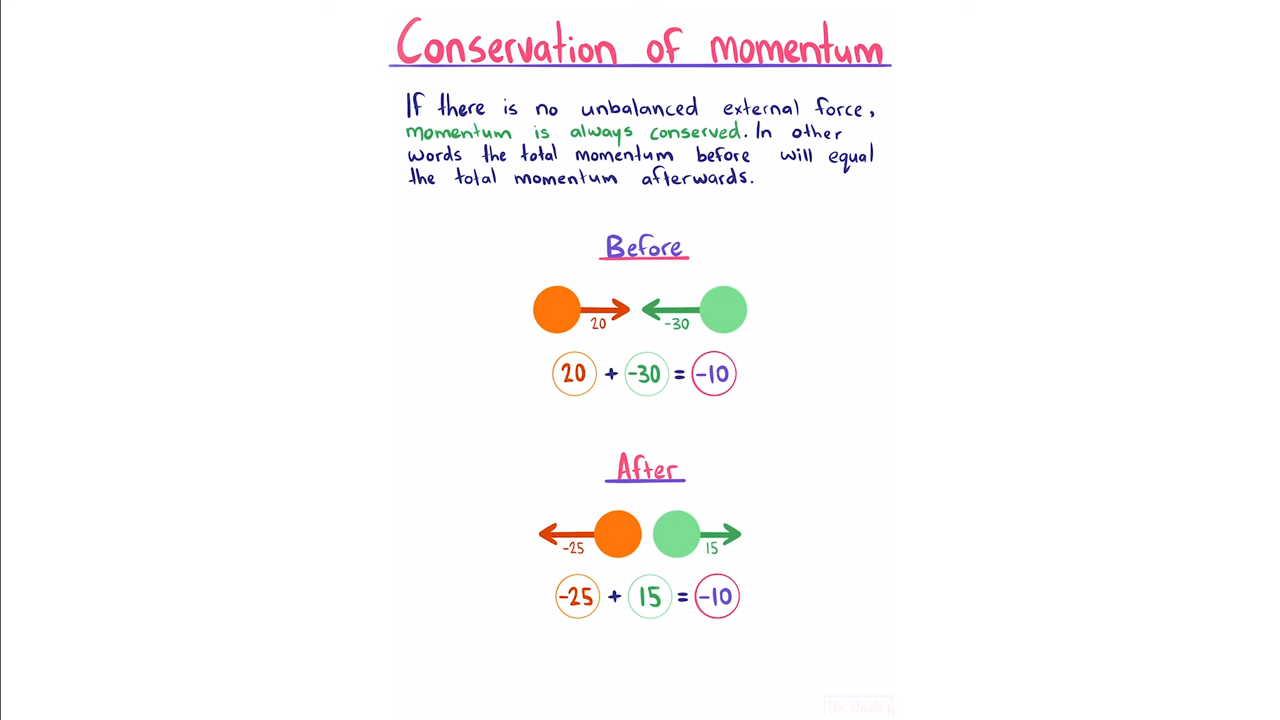 Conservation of momentum
If there is no unbalanced external force,
momentum is always conserved. In other
words the total momentum before will equal
the total momentum afterwards.
Before
20 -30
20 + -30 = -10
After
-25 15
-25 + 15 = -10